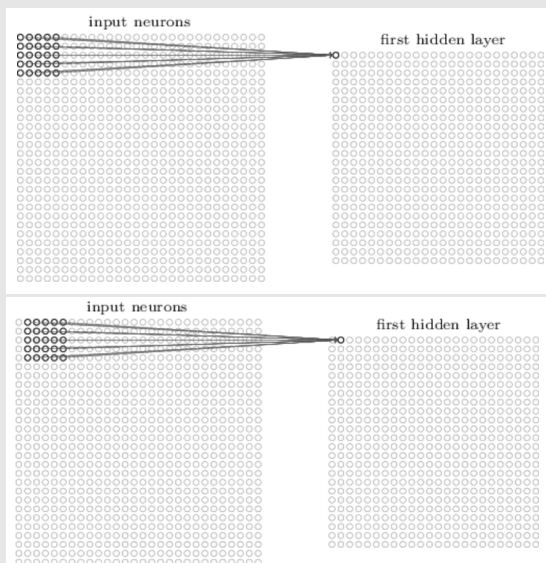 input neurons
first hidden layer
input neurons
first hidden layer